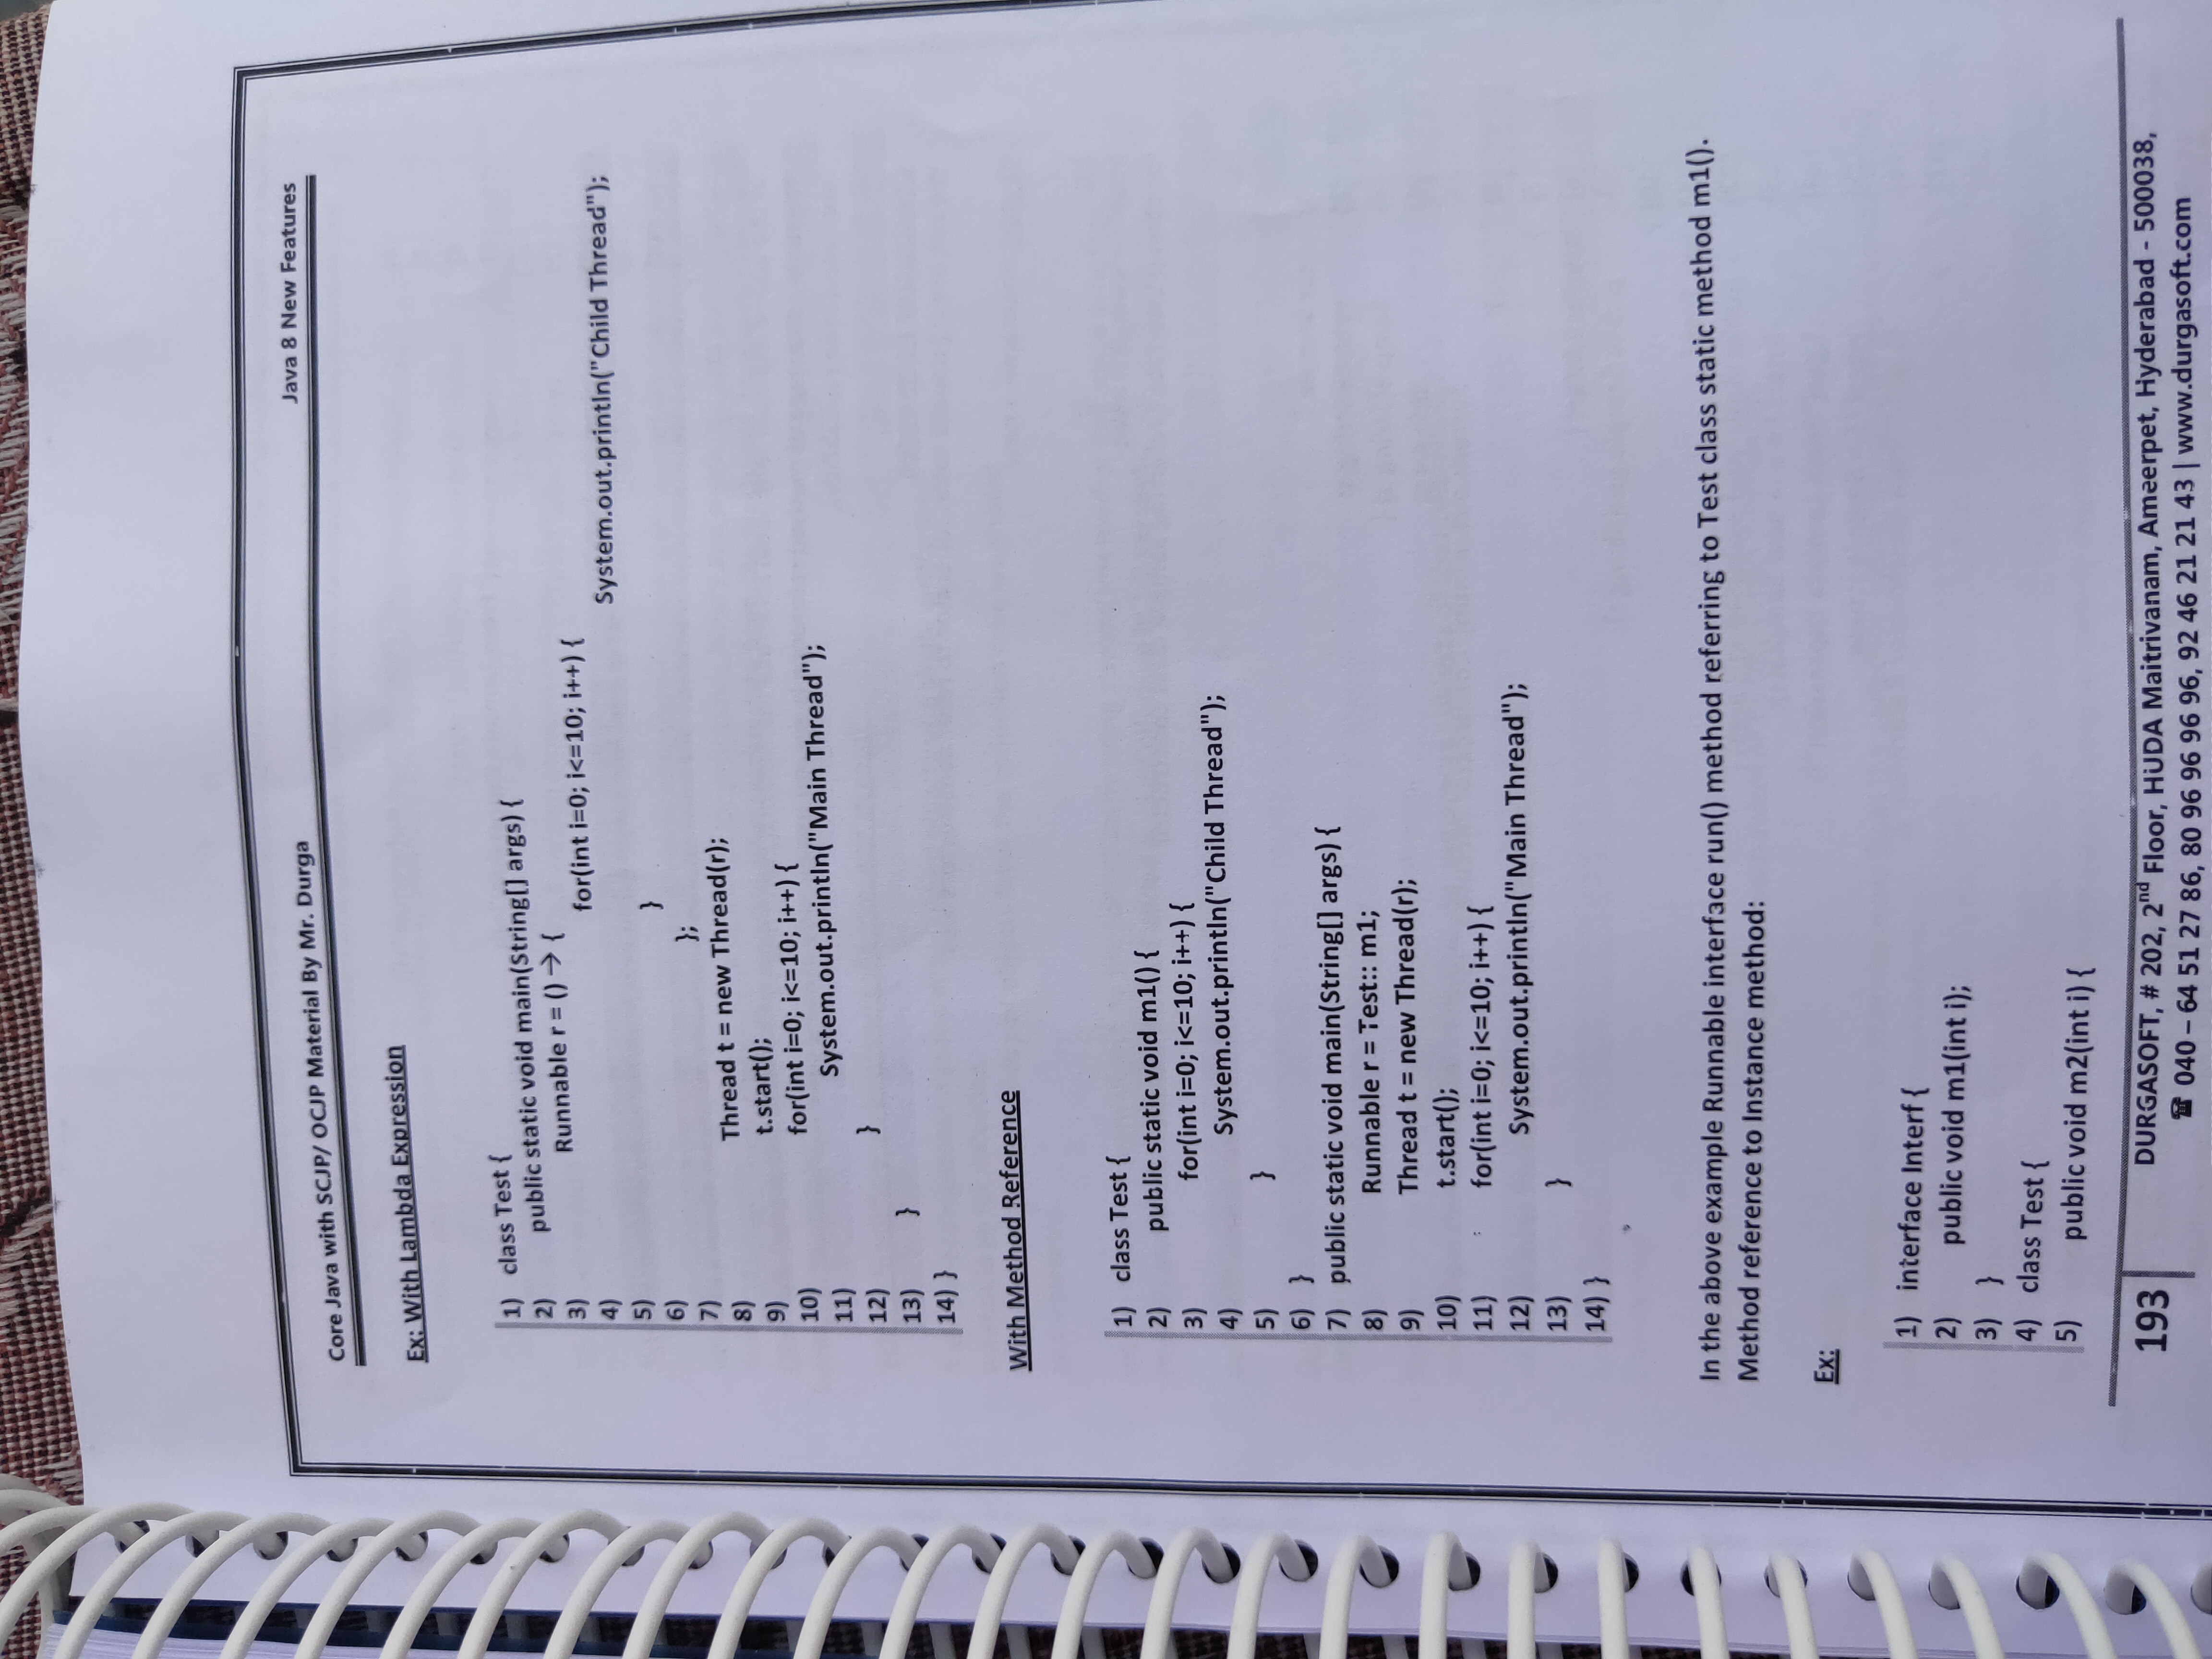 Core Java with SCJP/ OCJP Material By Mr. Durga
Java 8 New Features
Ex: With Lambda Expression
1) class Test {
2) public static void main(String[] args) {
3) Runnable r = () → {
4) for(int i=0; i<=10; i++) {
5) System.out.println("Child Thread");
6) }
7) };
8) Thread t = new Thread(r);
9) t.start();
10) for(int i=0; i<=10; i++) {
11) System.out.println("Main Thread");
12) }
13) }
14) }
With Method Reference
1) class Test {
2) public static void m1() {
3) for(int i=0; i<=10; i++) {
4) System.out.println("Child Thread");
5) }
6) }
7) public static void main(String[] args) {
8) Runnable r = Test:: m1;
9) Thread t = new Thread(r);
10) t.start();
11) for(int i=0; i<=10; i++) {
12) System.out.println("Main Thread");
13) }
14) }
In the above example Runnable interface run() method referring to Test class static method m1().
Method reference to Instance method:
Ex:
1) interface Interf {
2) public void m1(int i);
3) }
4) class Test {
5) public void m2(int i) {
193
DURGASOFT, # 202, 2nd Floor, HUDA Maitrivanam, Ameerpet, Hyderabad - 500038,
☎ 040 – 64 51 27 86, 80 96 96 96 96, 92 46 21 21 43 | www.durgasoft.com